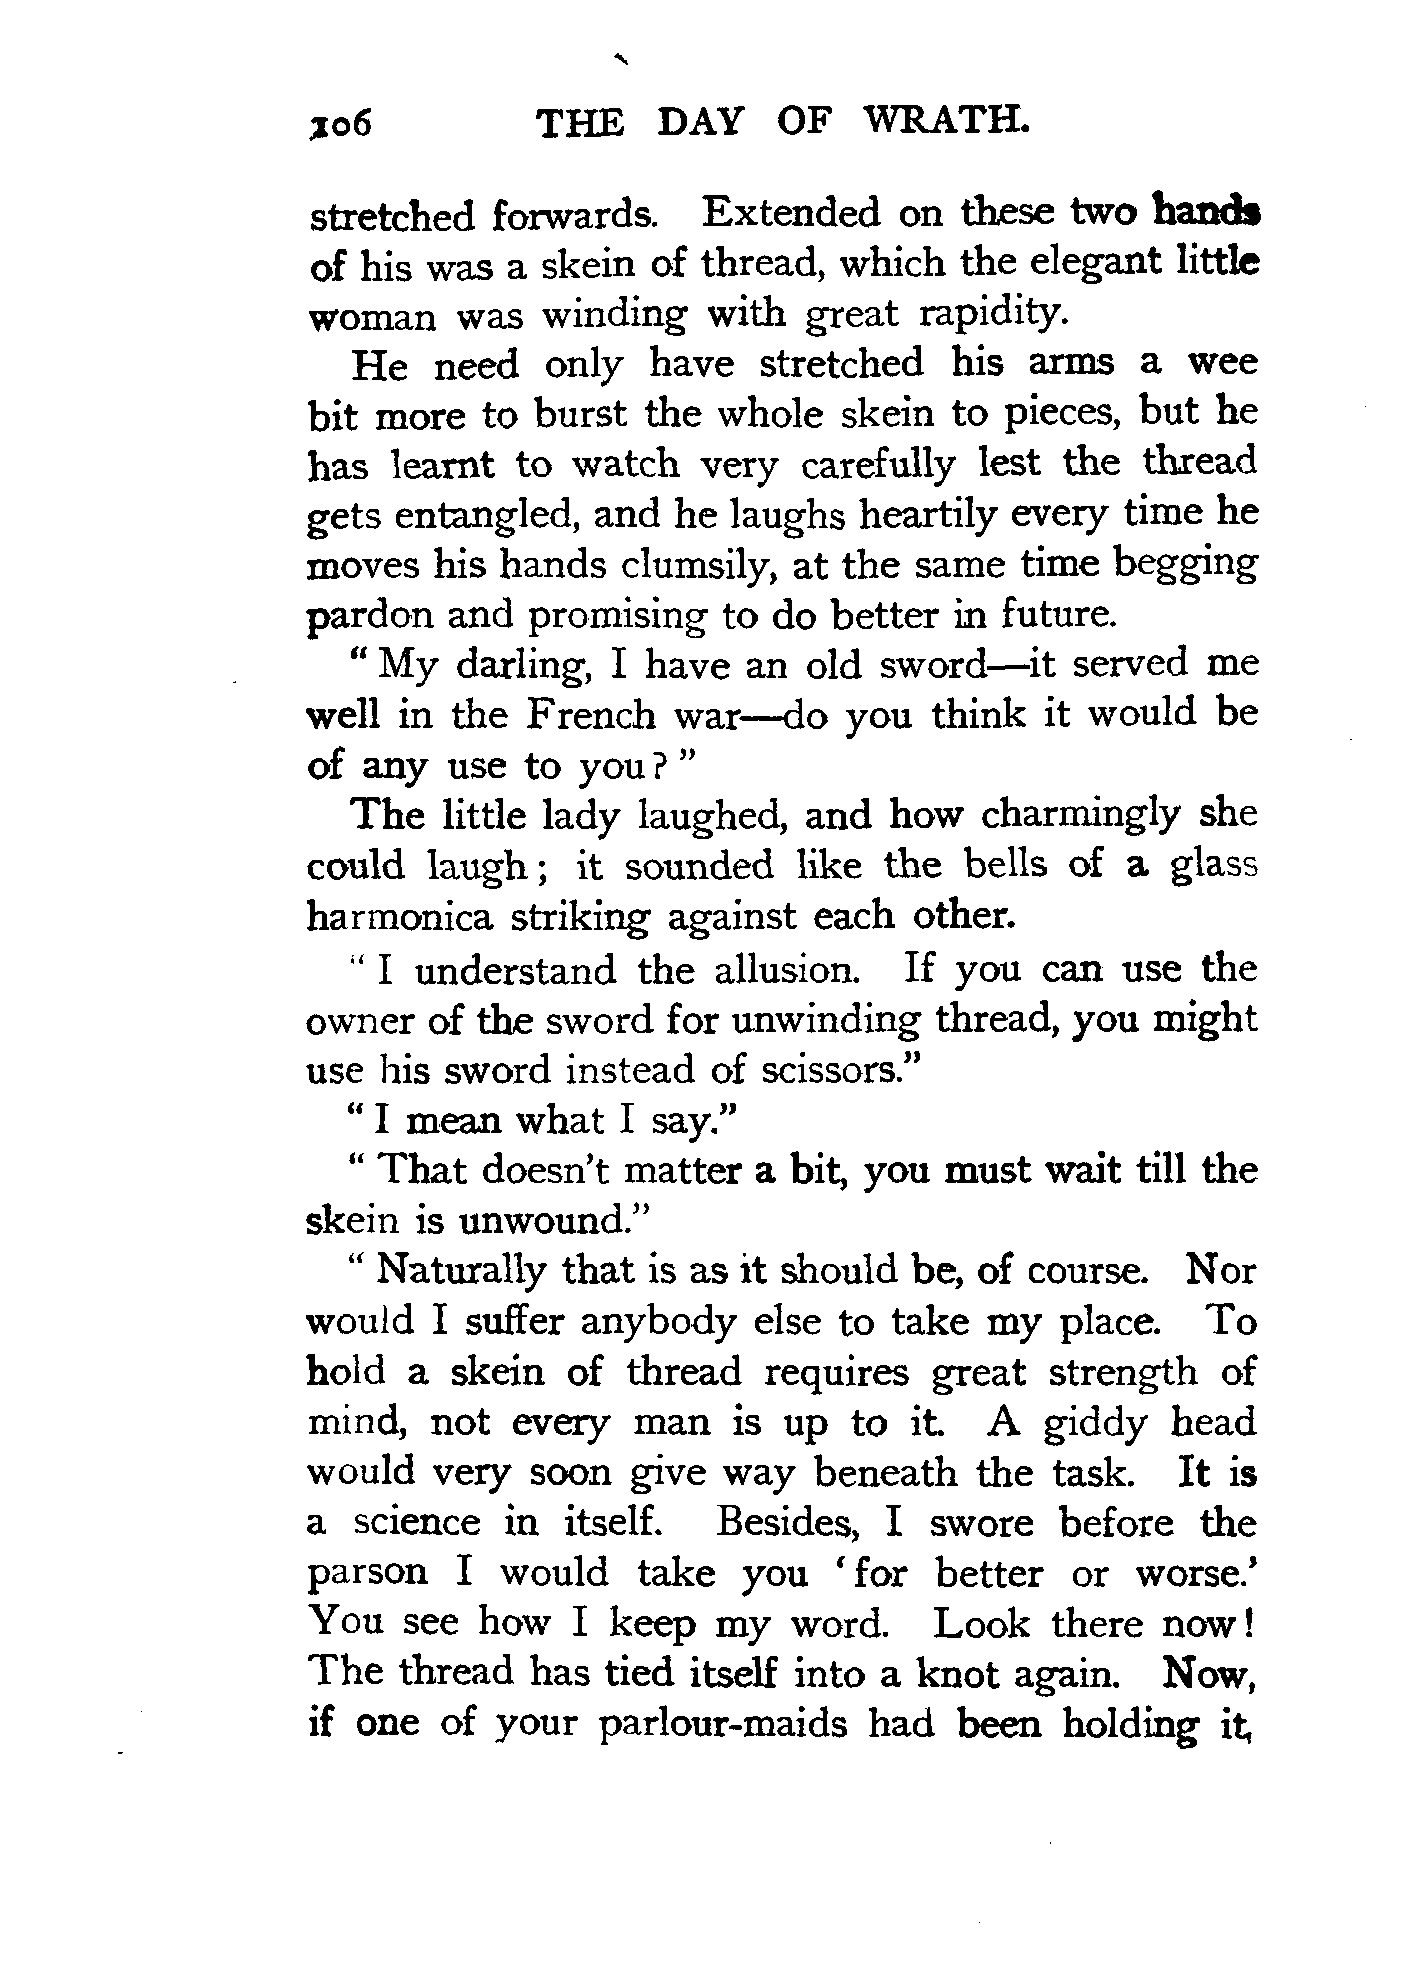 106 THE DAY OF WRATH.
stretched forwards. Extended on these two hands
of his was a skein of thread, which the elegant little
woman was winding with great rapidity.
He need only have stretched his arms a wee
bit more to burst the whole skein to pieces, but he
has learnt to watch very carefully lest the thread
gets entangled, and he laughs heartily every time he
moves his hands clumsily, at the same time begging
pardon and promising to do better in future.
“ My darling, I have an old sword—it served me
well in the French war—do you think it would be
of any use to you? ”
The little lady laughed, and how charmingly she
could laugh ; it sounded like the bells of a glass
harmonica striking against each other.
“ I understand the allusion. If you can use the
owner of the sword for unwinding thread, you might
use his sword instead of scissors.”
“ I mean what I say.”
“ That doesn’t matter a bit, you must wait till the
skein is unwound.”
“ Naturally that is as it should be, of course. Nor
would I suffer anybody else to take my place. To
hold a skein of thread requires great strength of
mind, not every man is up to it. A giddy head
would very soon give way beneath the task. It is
a science in itself. Besides, I swore before the
parson I would take you ‘ for better or worse.’
You see how I keep my word. Look there now !
The thread has tied itself into a knot again. Now,
if one of your parlour-maids had been holding it,